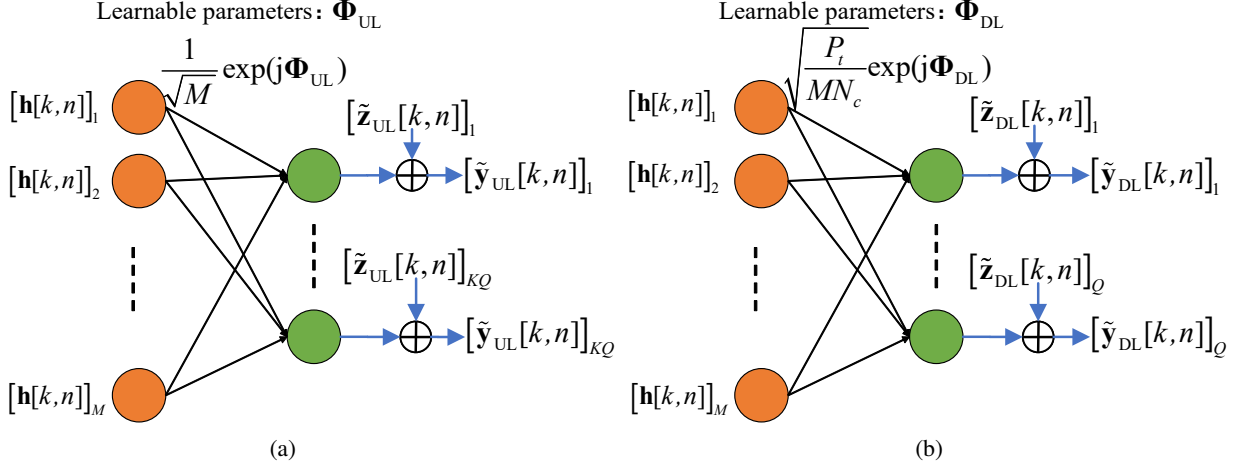 Learnable parameters: Φ_UL
1/√M exp(jΦ_UL)
[h[k,n]]_1
[z̃_UL[k,n]]_1
[h[k,n]]_2
[ỹ_UL[k,n]]_1
[z̃_UL[k,n]]_KQ
[ỹ_UL[k,n]]_KQ
[h[k,n]]_M
(a)
Learnable parameters: Φ_DL
√(P_t/MN_c) exp(jΦ_DL)
[h[k,n]]_1
[z̃_DL[k,n]]_1
[h[k,n]]_2
[ỹ_DL[k,n]]_1
[z̃_DL[k,n]]_Q
[ỹ_DL[k,n]]_Q
[h[k,n]]_M
(b)